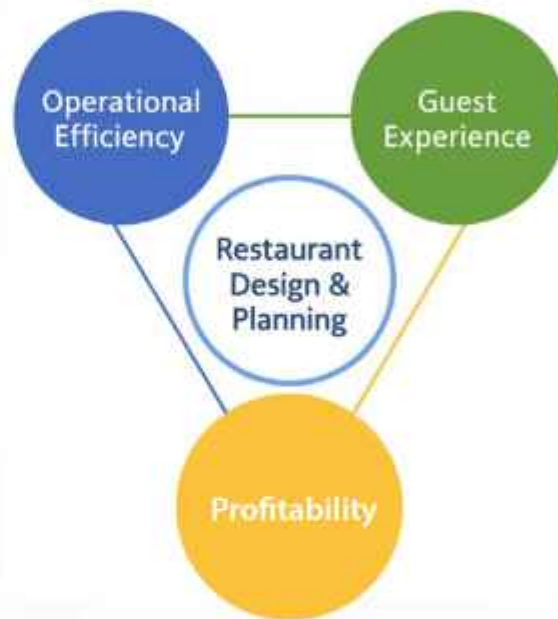 Operational
Efficiency
Guest
Experience
Restaurant
Design &
Planning
Profitability